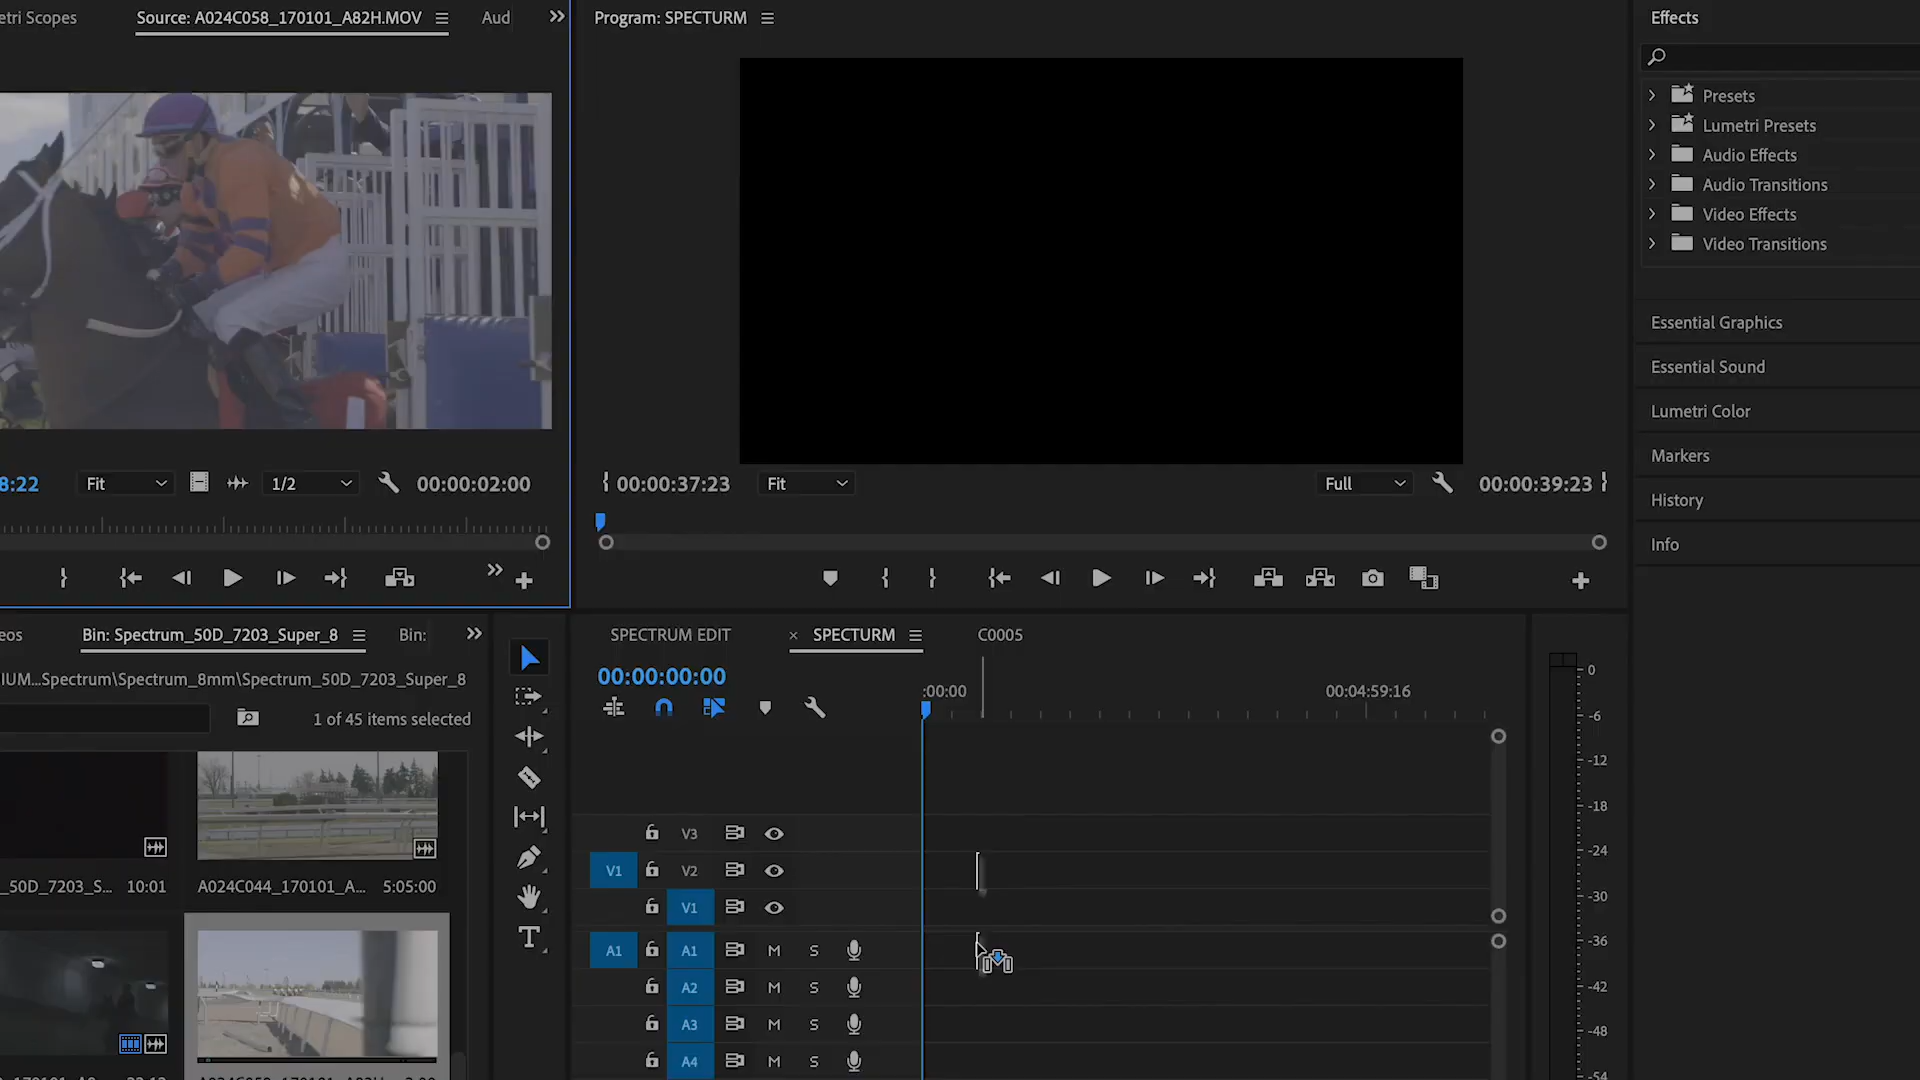 etri Scopes
Source: A024C058_170101_A82H.MOV
Aud
Program: SPECTURM
Effects
Presets
Lumetri Presets
Audio Effects
Audio Transitions
Video Effects
Video Transitions
Essential Graphics
Essential Sound
Lumetri Color
Markers
History
Info
8:22
Fit
1/2
00:00:02:00
00:00:37:23
Fit
Full
00:00:39:23
eos
Bin: Spectrum_50D_7203_Super_8
Bin:
IUM...Spectrum\Spectrum_8mm\Spectrum_50D_7203_Super_8
1 of 45 items selected
_50D_7203_S... 10:01
A024C044_170101_A... 5:05:00
SPECTRUM EDIT
× SPECTURM
C0005
00:00:00:00
:00:00
00:04:59:16
V3
V1 V2
V1
A1 A1 M S
A2 M S
A3 M S
A4 M S
0
-6
-12
-18
-24
-30
-36
-42
-48
-54